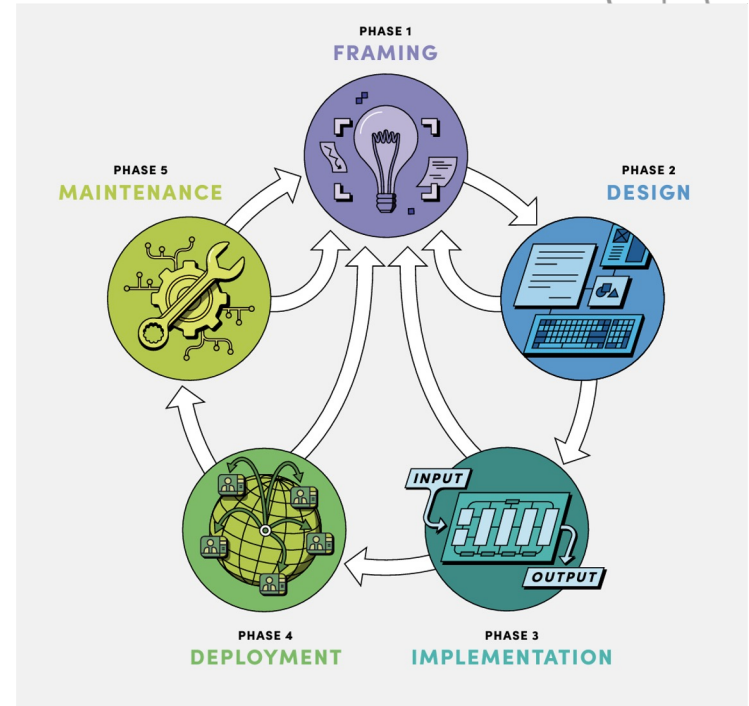 PHASE 1
FRAMING
PHASE 2
DESIGN
PHASE 3
IMPLEMENTATION
INPUT
OUTPUT
PHASE 4
DEPLOYMENT
PHASE 5
MAINTENANCE